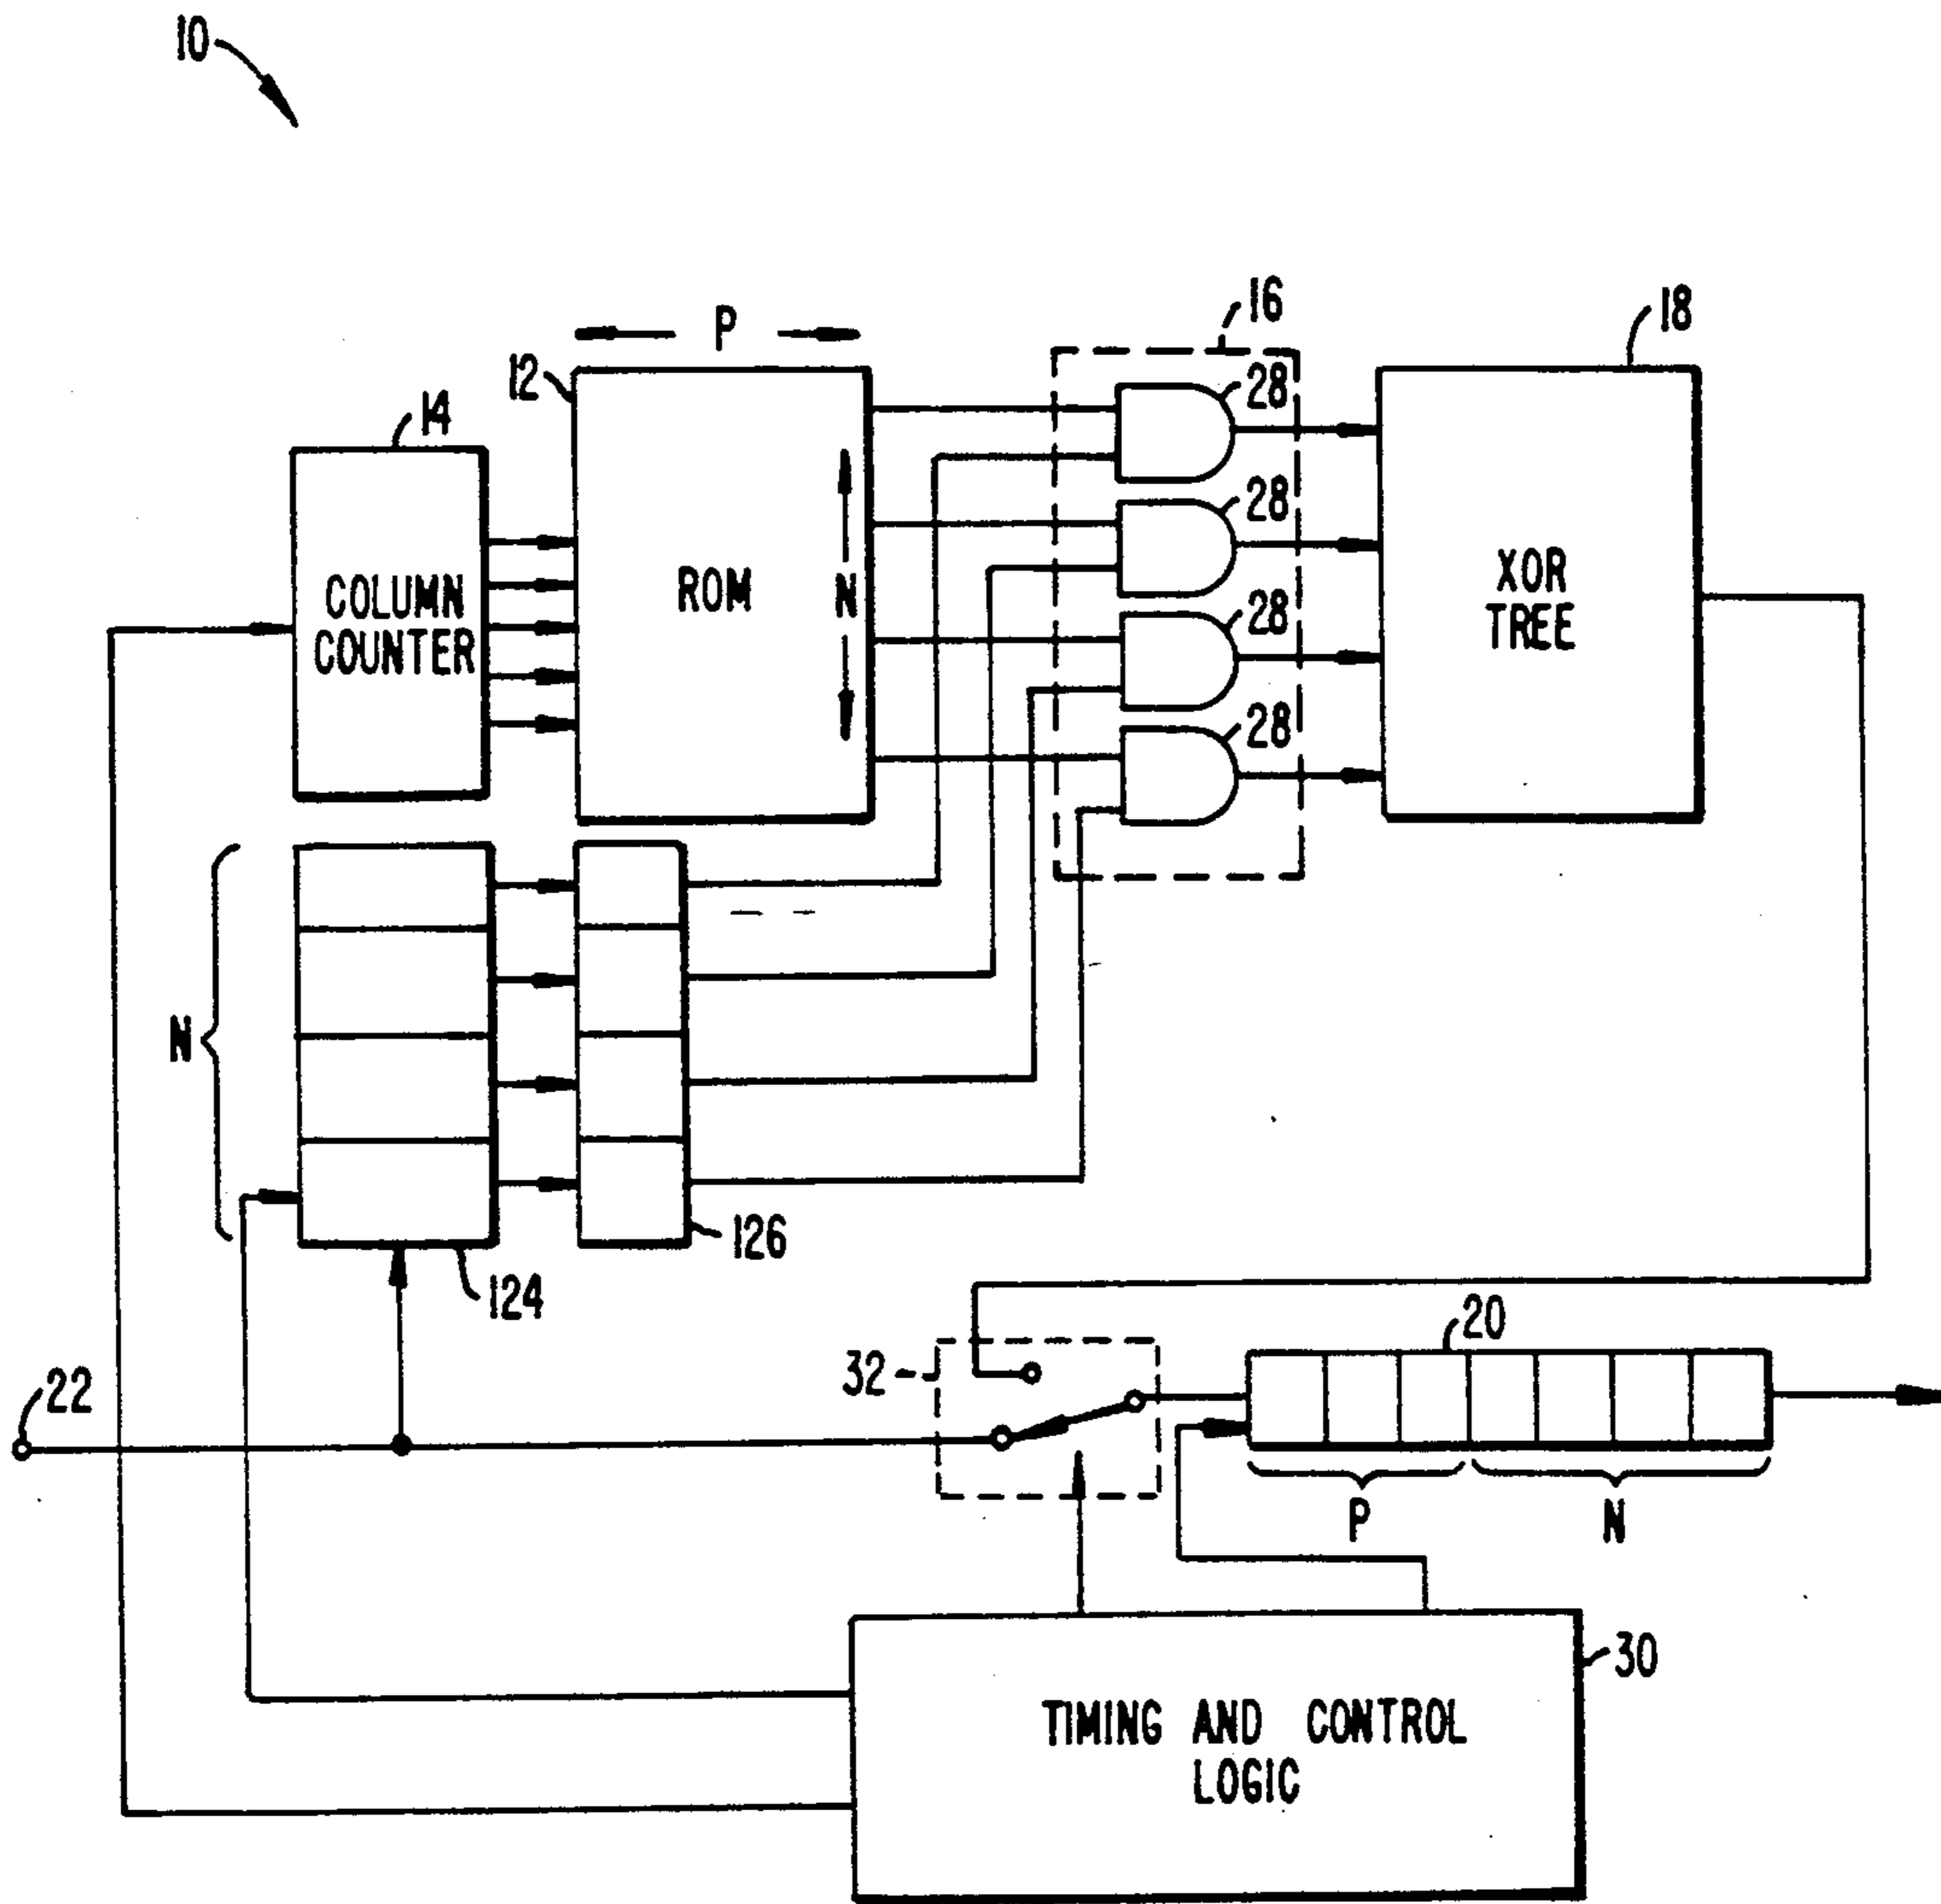 10
P
16
18
12
28
14
28
N
COLUMN
COUNTER
ROM
28
XOR
TREE
28
N
126
124
20
32
22
P
N
30
TIMING AND CONTROL
LOGIC